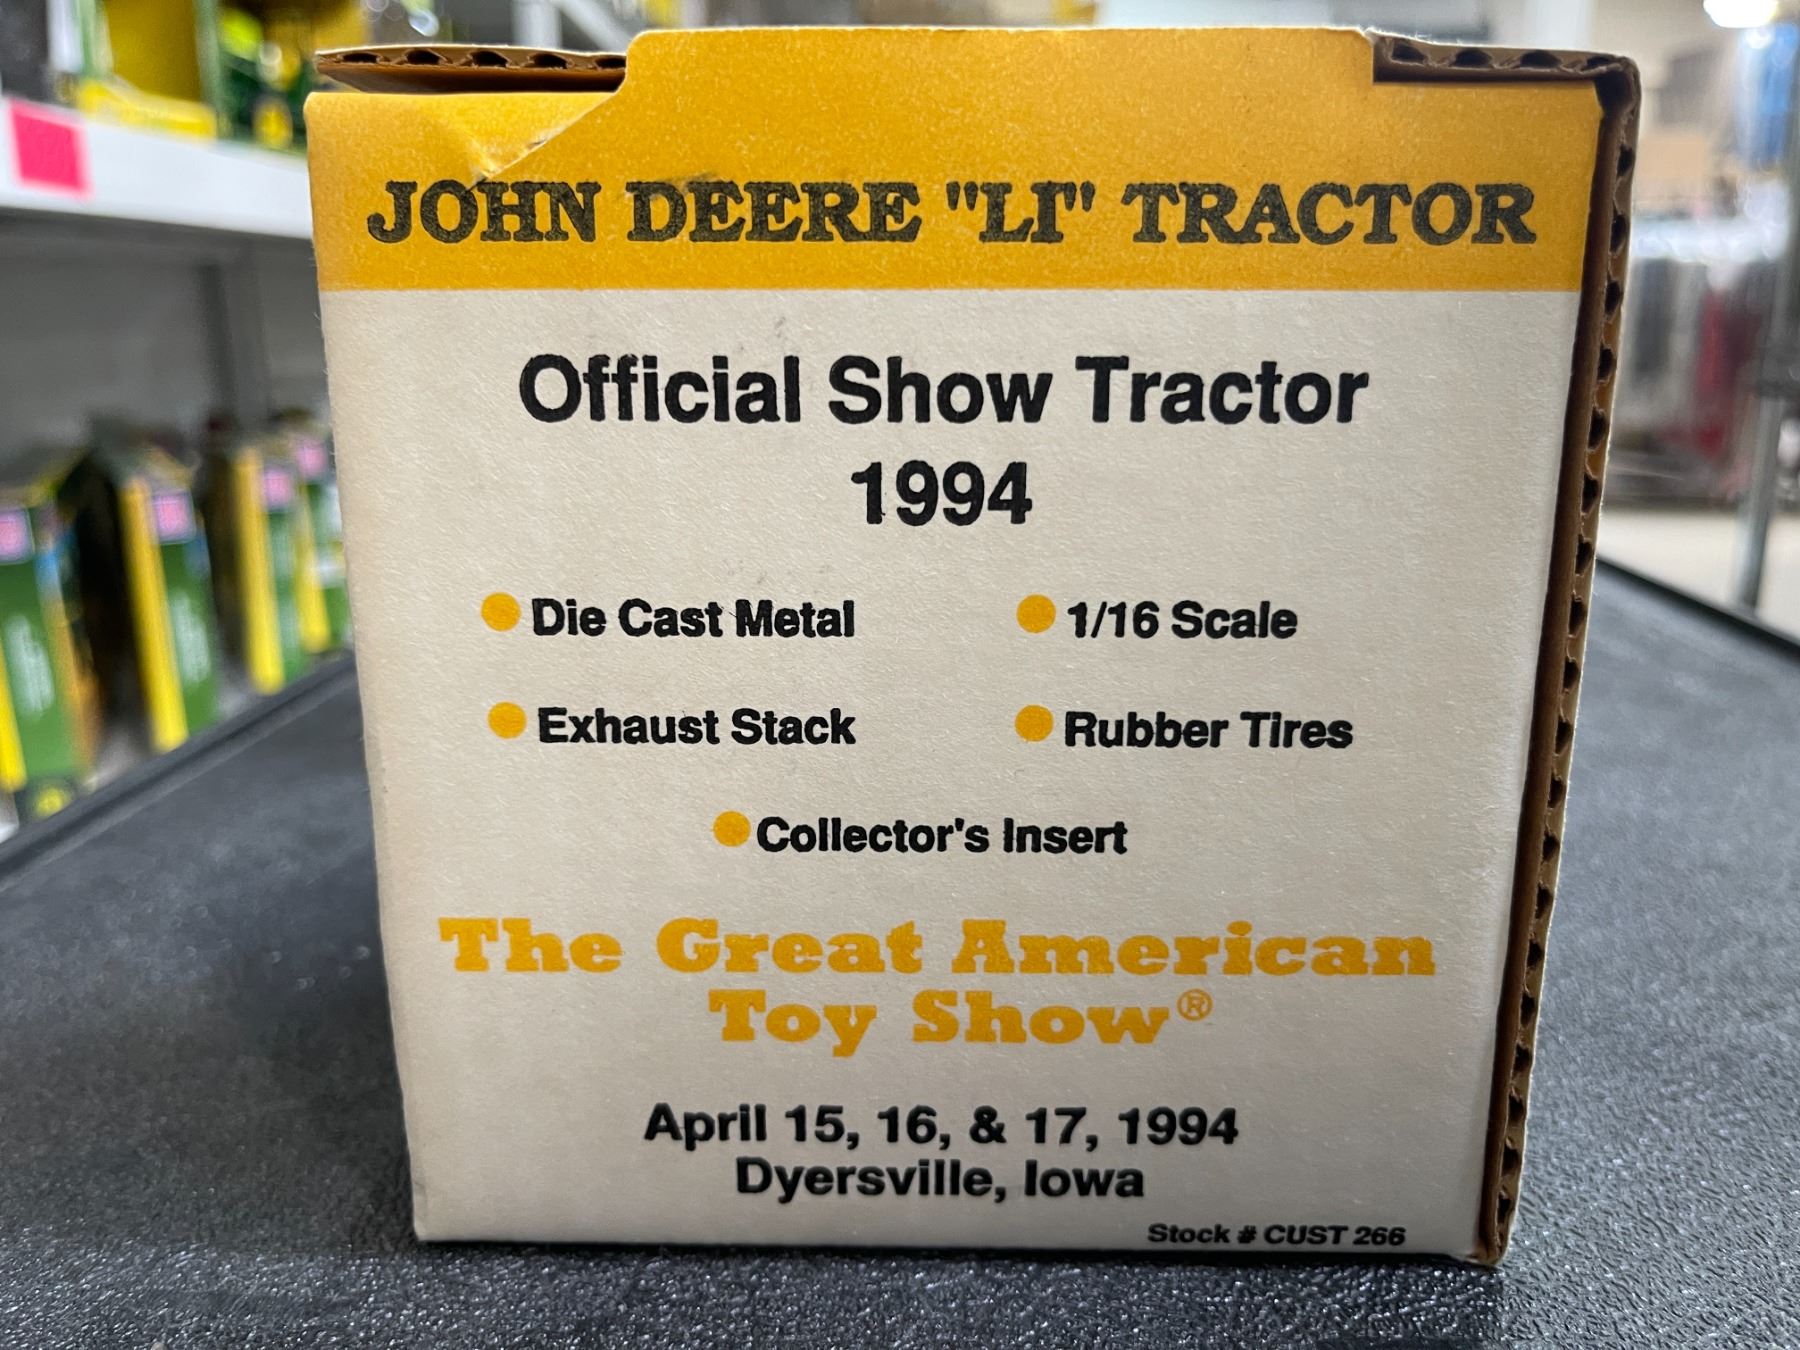 JOHN DEERE "LI" TRACTOR
Official Show Tractor
1994
Die Cast Metal
1/16 Scale
Exhaust Stack
Rubber Tires
Collector's Insert
The Great American
Toy Show®
April 15, 16, & 17, 1994
Dyersville, Iowa
Stock # CUST 266